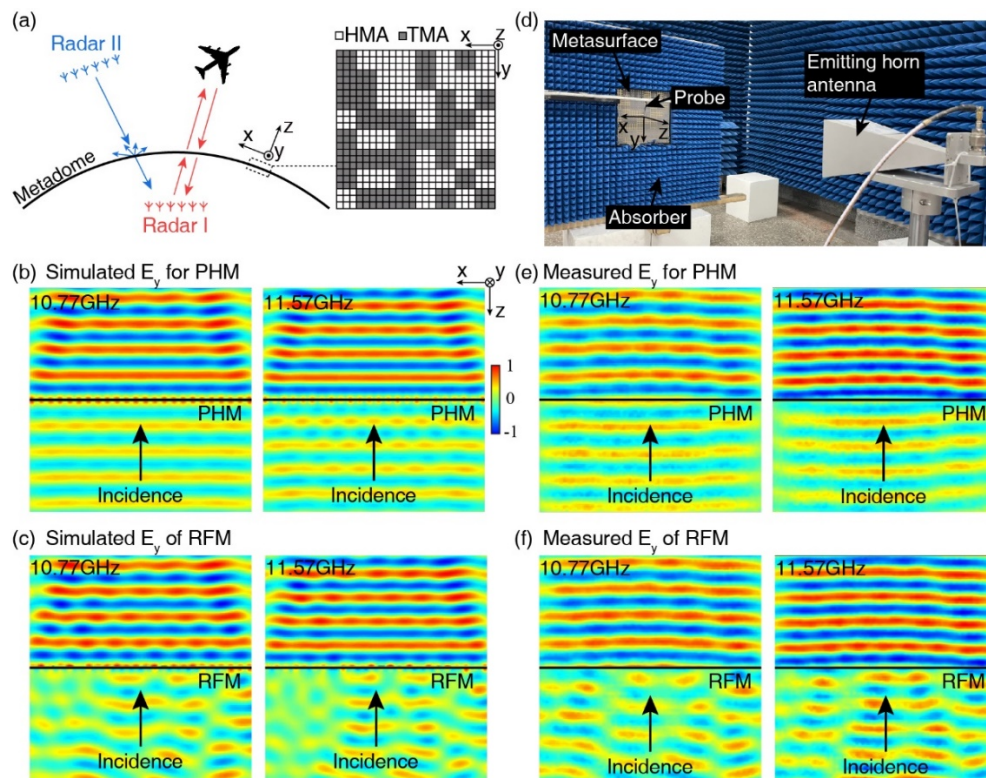 (a)
Radar II
Metadome
Radar I
x
z
y
HMA
TMA
x
z
y
(d)
Metasurface
Probe
Emitting horn
antenna
x
y
z
Absorber
(b) Simulated Ey for PHM
x
y
z
10.77GHz
PHM
Incidence
11.57GHz
PHM
Incidence
1
0
-1
(e) Measured Ey for PHM
10.77GHz
PHM
Incidence
11.57GHz
PHM
Incidence
(c) Simulated Ey of RFM
10.77GHz
RFM
Incidence
11.57GHz
RFM
Incidence
(f) Measured Ey of RFM
10.77GHz
RFM
Incidence
11.57GHz
RFM
Incidence